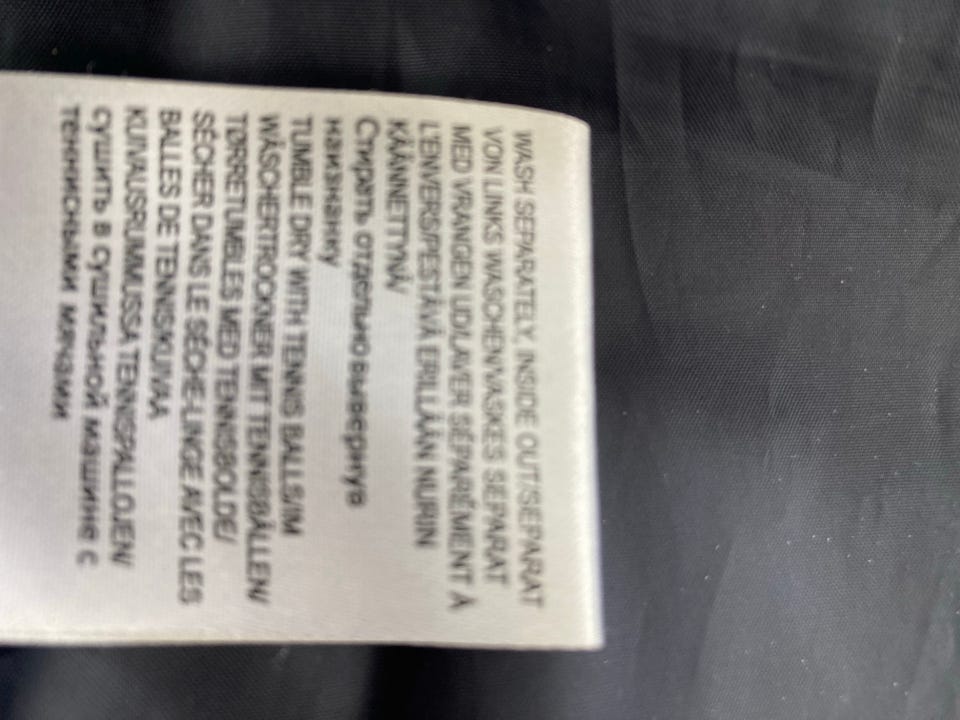 WASH SEPARATELY, INSIDE OUT/SEPARAT
VON LINKS WASCHEN/VASKES SEPARAT
MED VRANGEN UD/LAVER SÉPARÉMENT À
L'ENVERS/PESTÄVÄ ERILLÄÄN NURIN
KÄÄNNETTYNÄ/
Стирать отдельно вывернув
наизнанку
TUMBLE DRY WITH TENNIS BALLS/IM
WÄSCHERTROCKNER MIT TENNISBÄLLEN/
TØRRETUMBLES MED TENNISBOLDE/
SÉCHER DANS LE SÈCHE-LINGE AVEC LES
BALLES DE TENNIS/KUIVAA
KUIVAUSRUMMUSSA TENNISPALLOJEN/
сушить в сушильной машине с
теннисными мячами